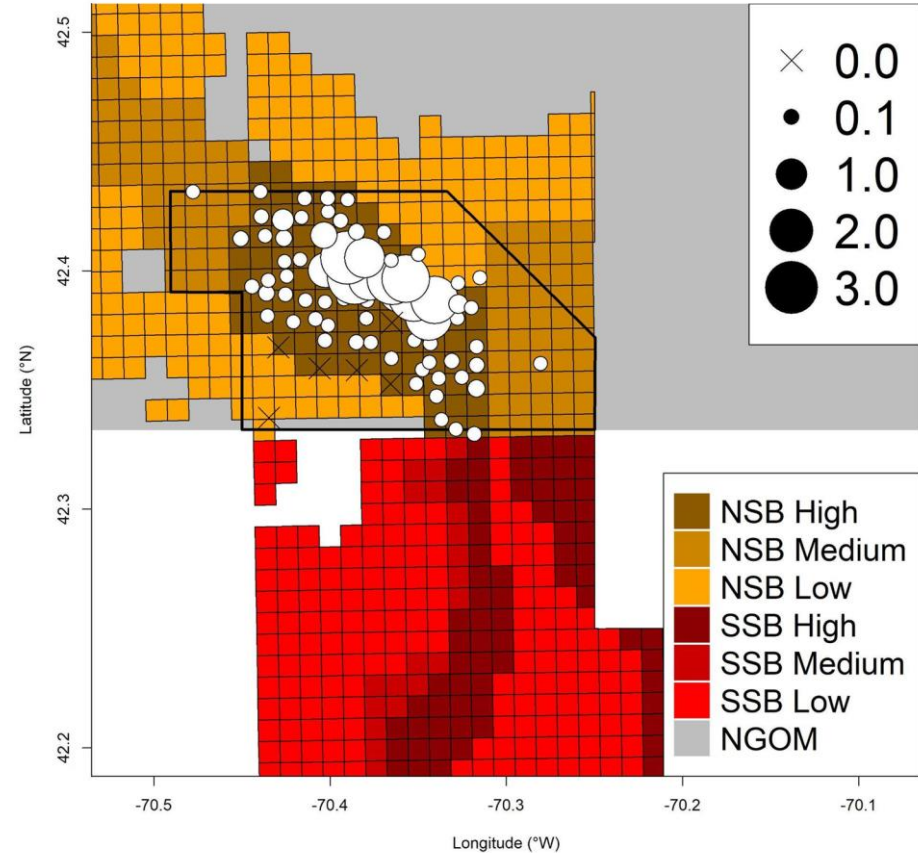 42.5
42.4
42.3
42.2
Latitude (°N)
-70.5
-70.4
-70.3
-70.2
-70.1
Longitude (°W)
0.0
0.1
1.0
2.0
3.0
NSB High
NSB Medium
NSB Low
SSB High
SSB Medium
SSB Low
NGOM